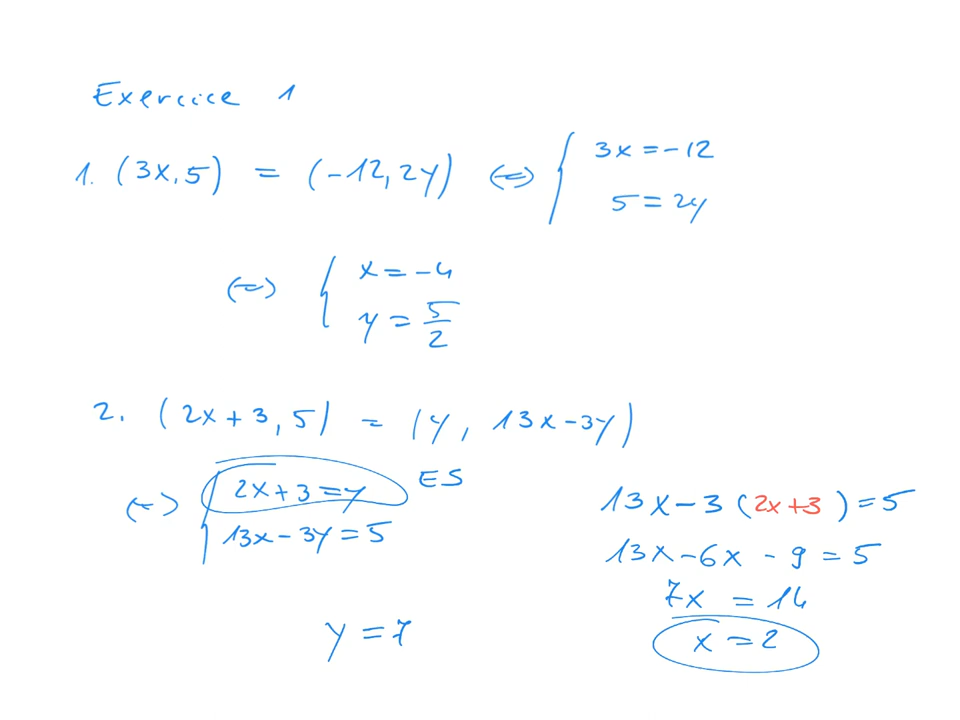 Exercice 1
1. (3x,5) = (-12,2y) <=> { 3x = -12
5 = 2y
<=> { x = -4
y = 5/2
2. (2x+3,5) = (y, 13x-3y)
<=> { 2x+3 = y ES
13x-3y = 5
y = 7
13x-3(2x+3) = 5
13x-6x-9 = 5
7x = 14
x = 2